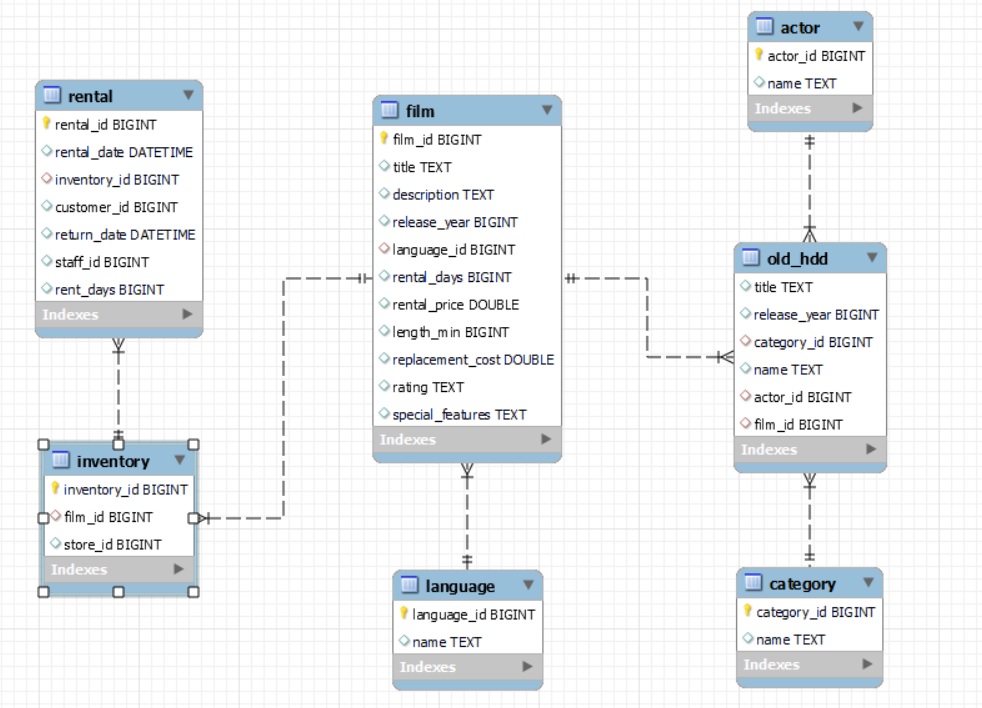 rental
rental_id BIGINT
rental_date DATETIME
inventory_id BIGINT
customer_id BIGINT
return_date DATETIME
staff_id BIGINT
rent_days BIGINT
Indexes
inventory
inventory_id BIGINT
film_id BIGINT
store_id BIGINT
Indexes
film
film_id BIGINT
title TEXT
description TEXT
release_year BIGINT
language_id BIGINT
rental_days BIGINT
rental_price DOUBLE
length_min BIGINT
replacement_cost DOUBLE
rating TEXT
special_features TEXT
Indexes
language
language_id BIGINT
name TEXT
Indexes
actor
actor_id BIGINT
name TEXT
Indexes
old_hdd
title TEXT
release_year BIGINT
category_id BIGINT
name TEXT
actor_id BIGINT
film_id BIGINT
Indexes
category
category_id BIGINT
name TEXT
Indexes